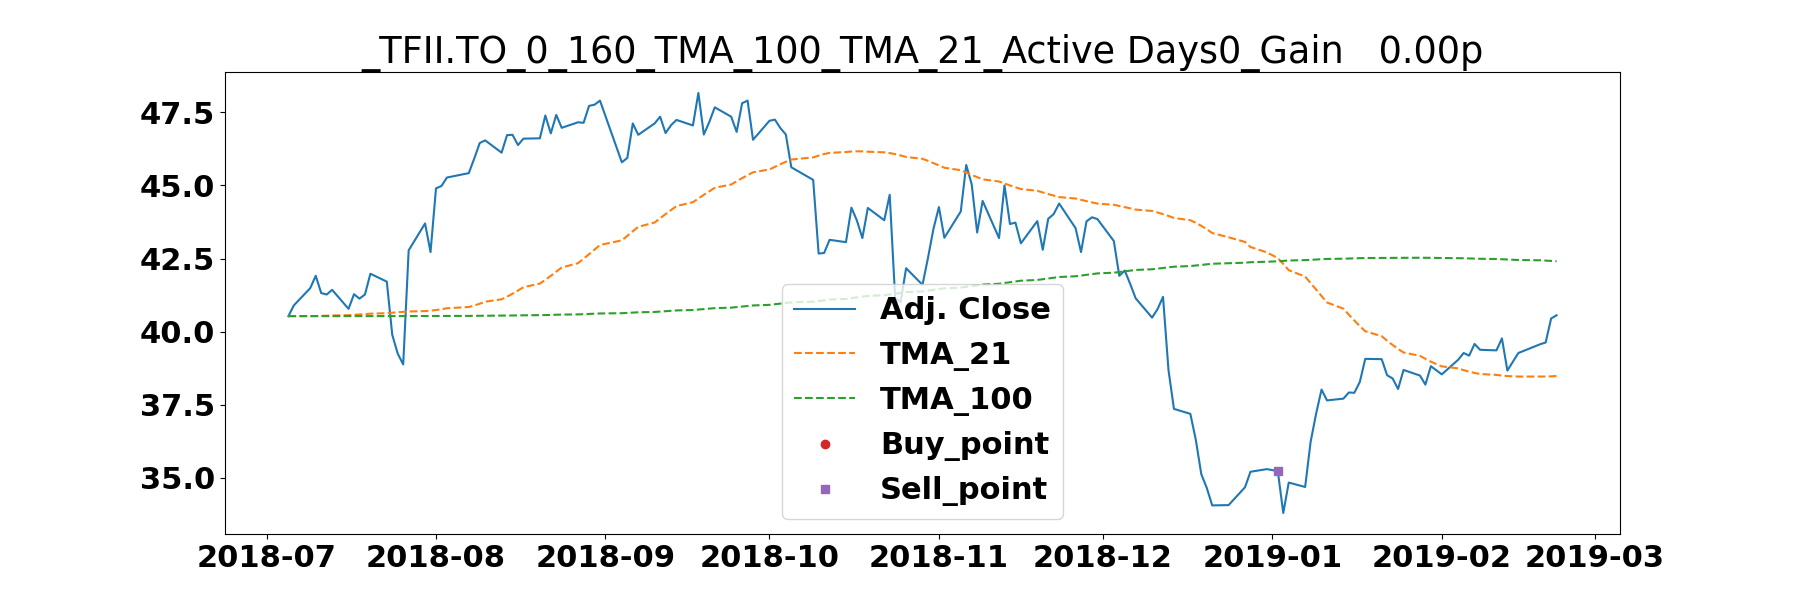 _TFII.TO_0_160_TMA_100_TMA_21_Active Days0_Gain   0.00p
47.5
45.0
42.5
40.0
37.5
35.0
Adj. Close
TMA_21
TMA_100
Buy_point
Sell_point
2018-07 2018-08 2018-09 2018-10 2018-11 2018-12 2019-01 2019-02 2019-03